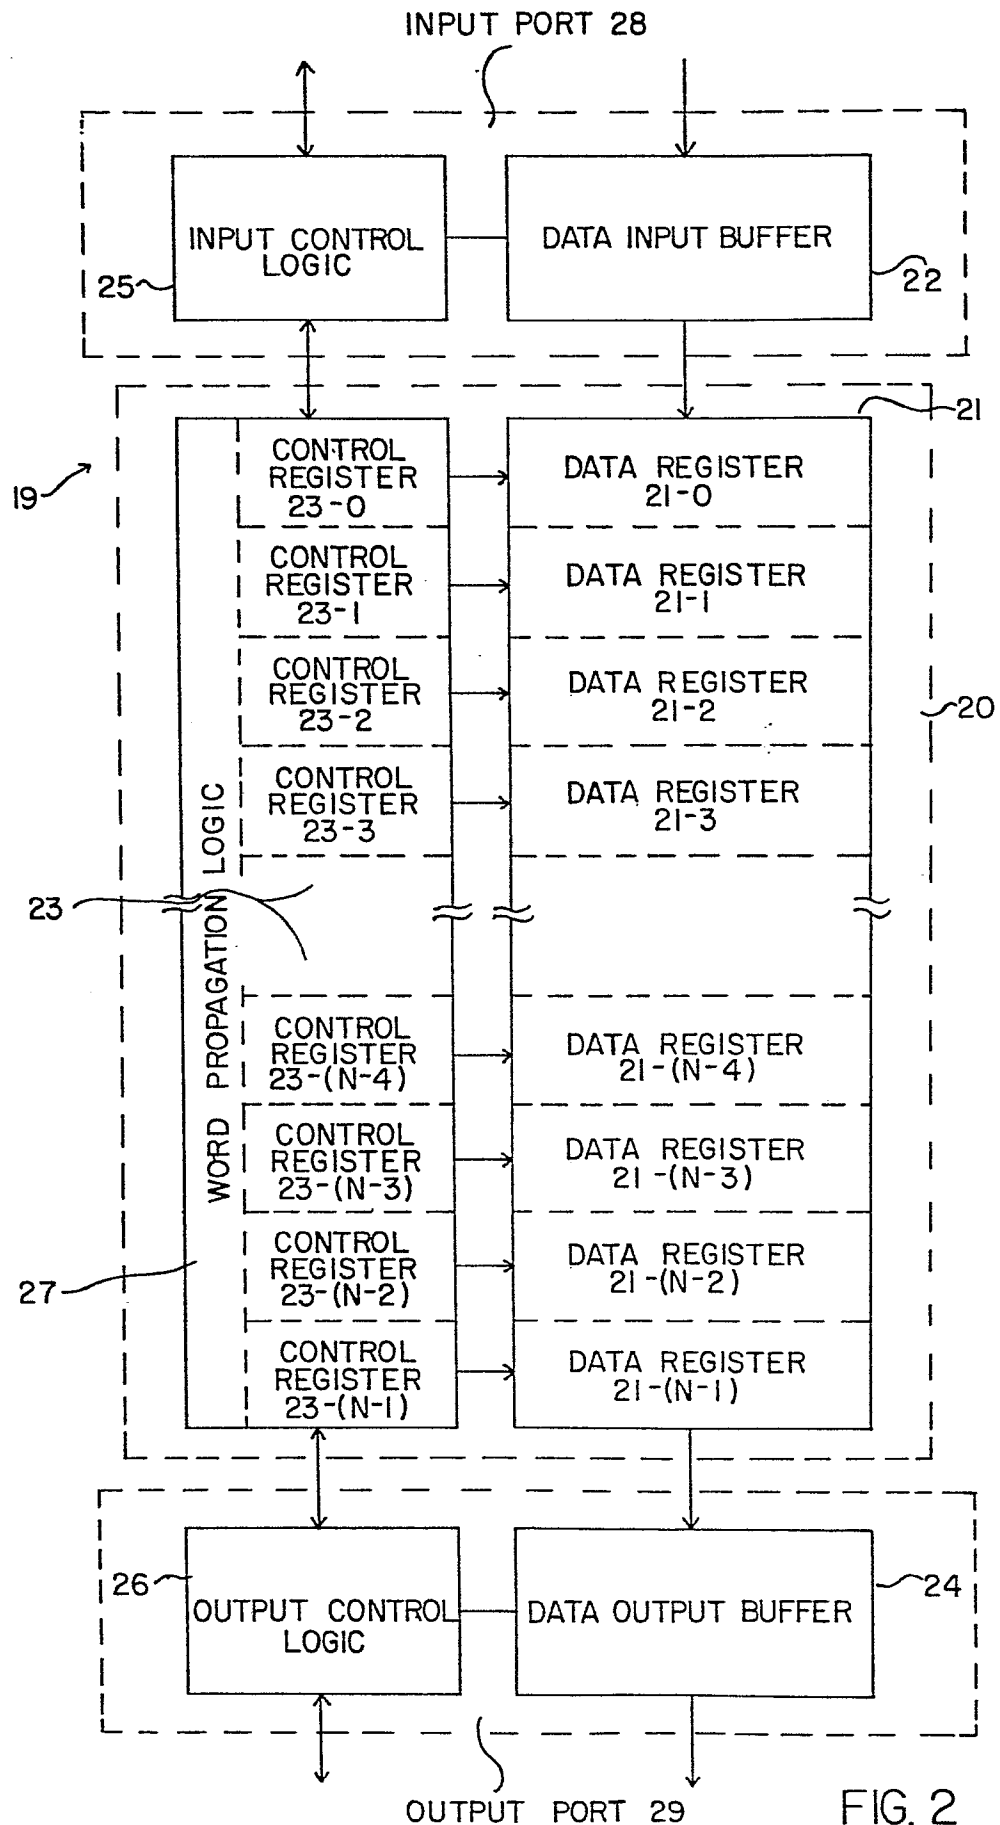 INPUT PORT 28
INPUT CONTROL
LOGIC
DATA INPUT BUFFER
25
22
21
19
CONTROL
REGISTER
23-0
DATA REGISTER
21-0
CONTROL
REGISTER
23-1
DATA REGISTER
21-1
CONTROL
REGISTER
23-2
DATA REGISTER
21-2
20
CONTROL
REGISTER
23-3
DATA REGISTER
21-3
23
WORD PROPAGATION LOGIC
CONTROL
REGISTER
23-(N-4)
DATA REGISTER
21-(N-4)
CONTROL
REGISTER
23-(N-3)
DATA REGISTER
21-(N-3)
27
CONTROL
REGISTER
23-(N-2)
DATA REGISTER
21-(N-2)
CONTROL
REGISTER
23-(N-1)
DATA REGISTER
21-(N-1)
26
24
OUTPUT CONTROL
LOGIC
DATA OUTPUT BUFFER
OUTPUT PORT 29
FIG. 2